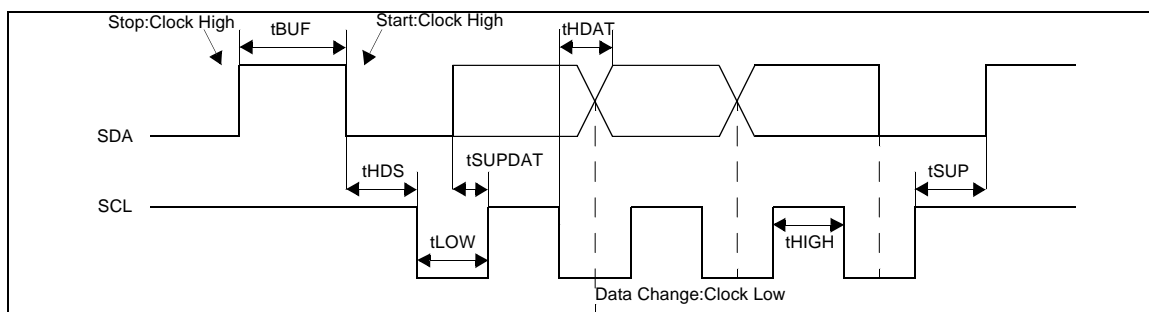 Stop:Clock High
tBUF
Start:Clock High
tHDAT
SDA
tHDS
tSUPDAT
tSUP
SCL
tLOW
tHIGH
Data Change:Clock Low